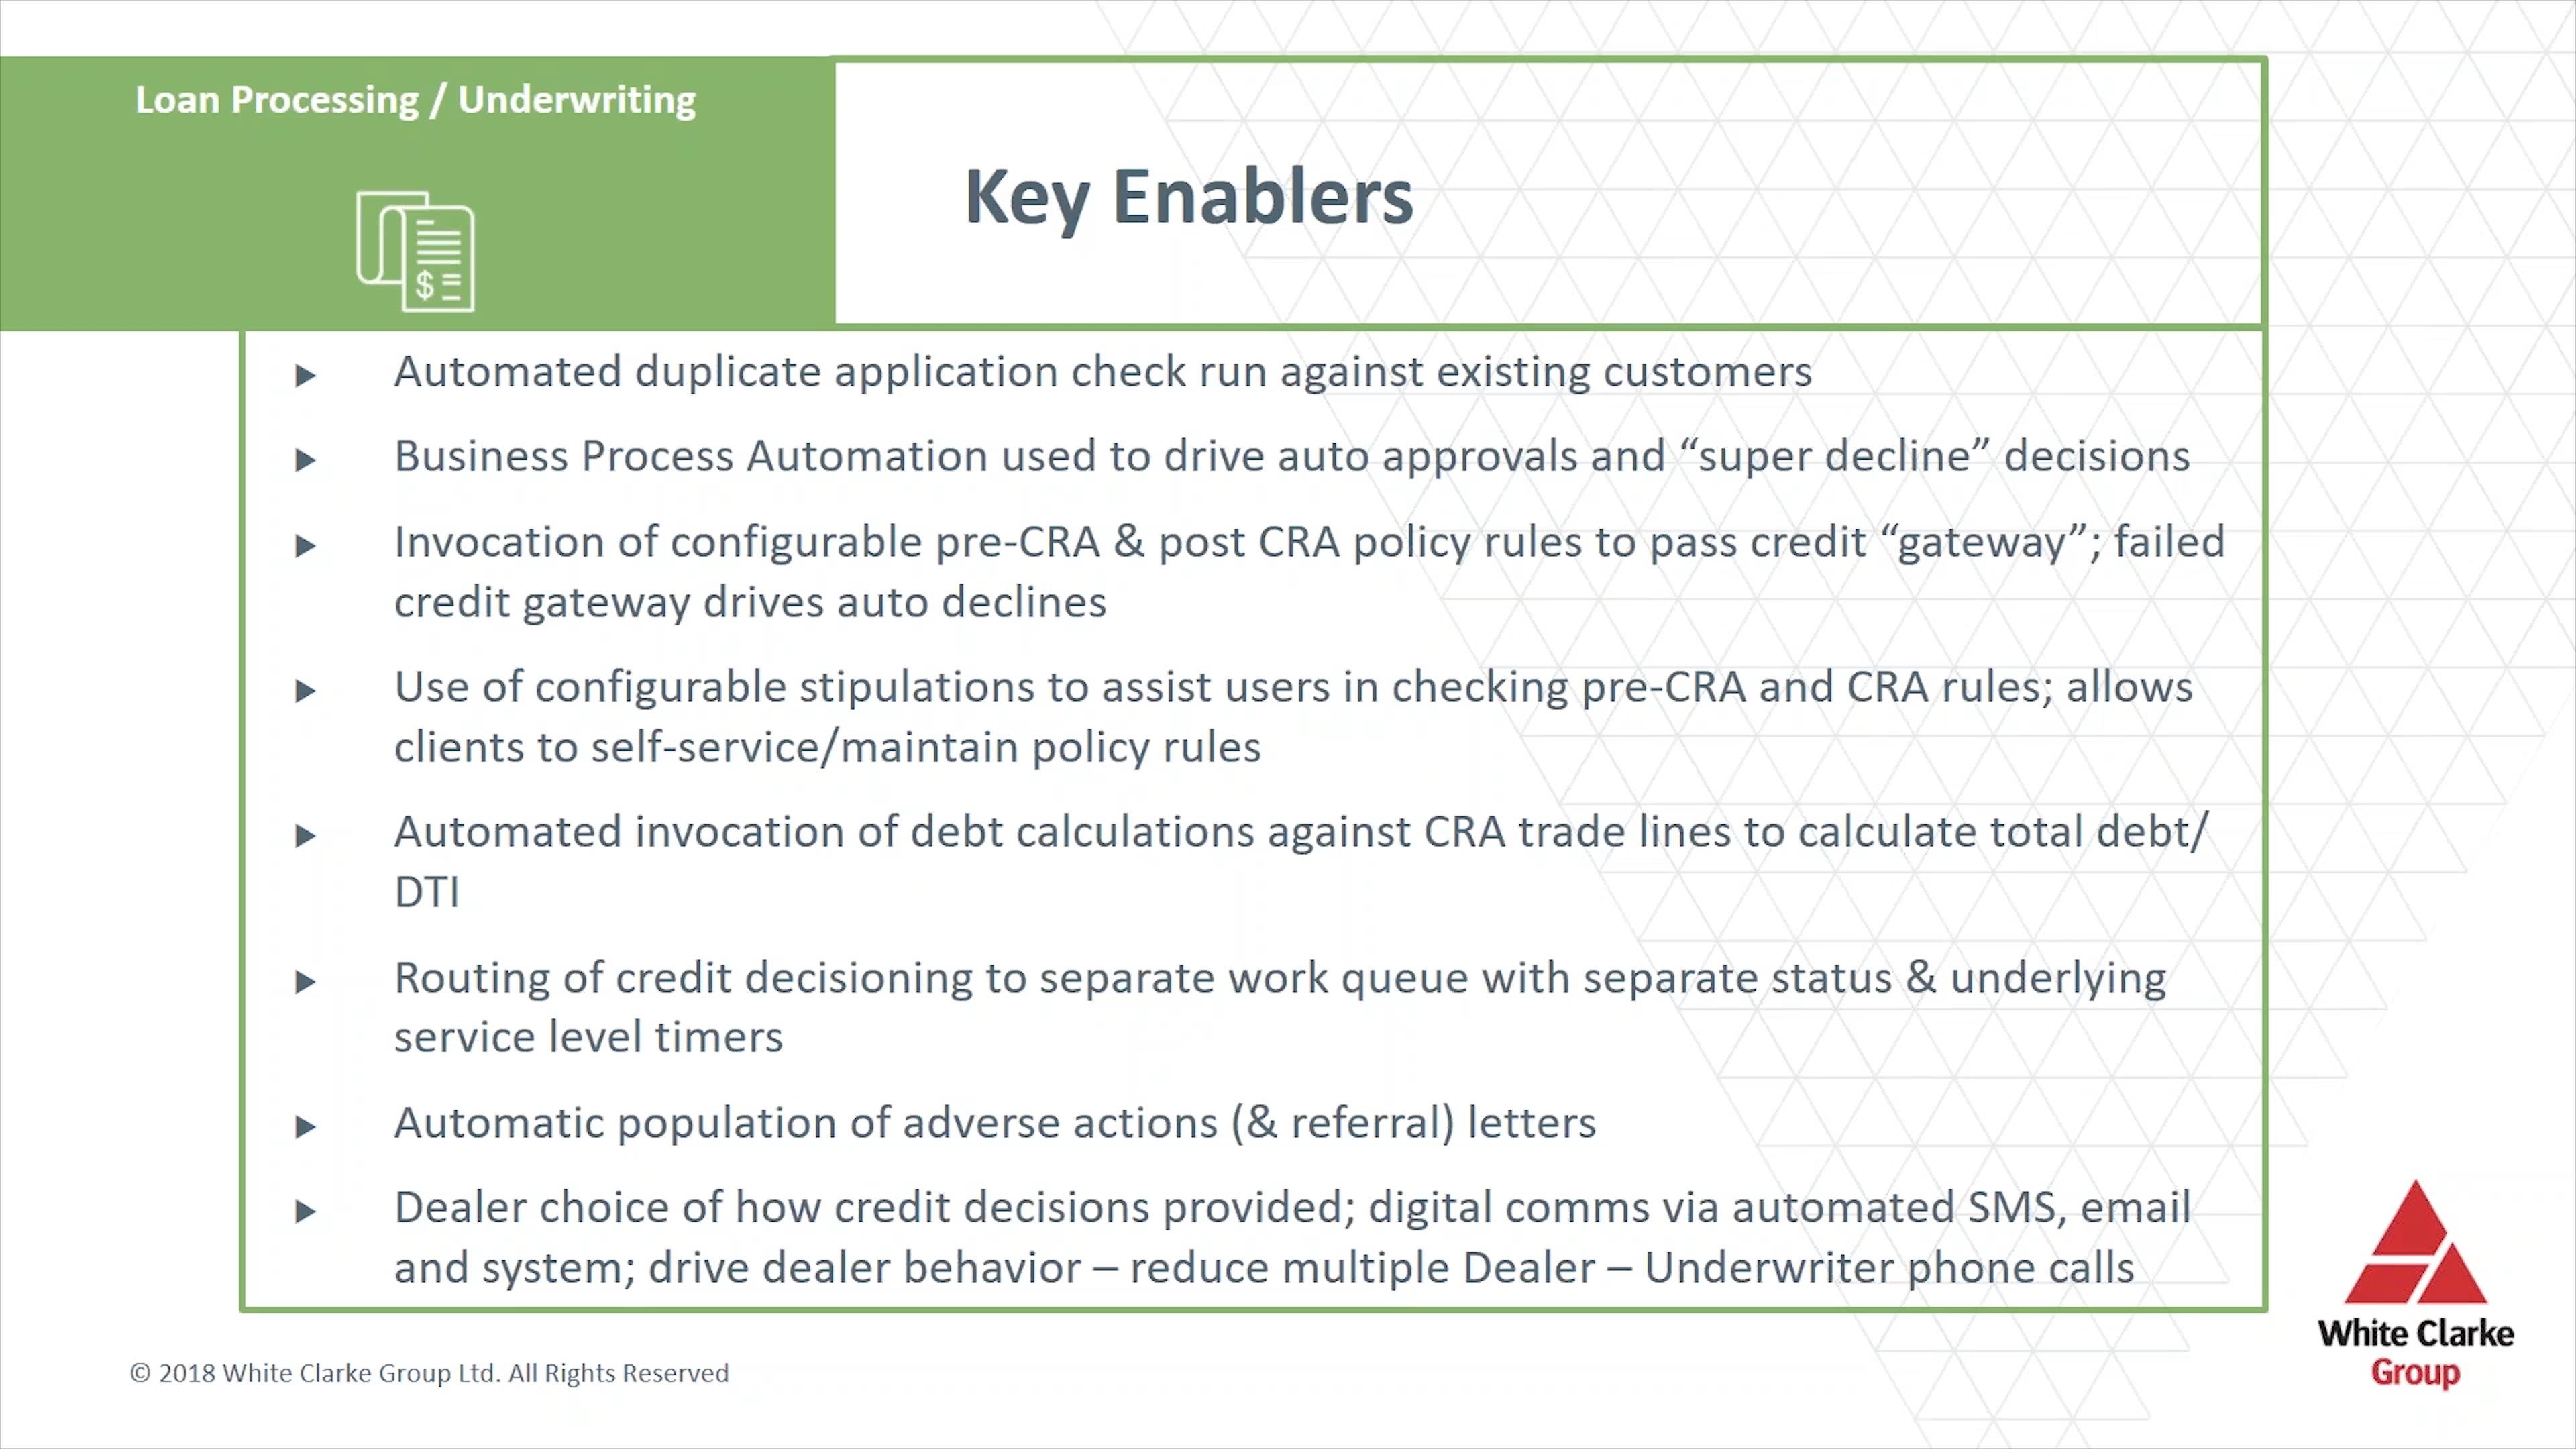 Loan Processing / Underwriting
$
Key Enablers
Automated duplicate application check run against existing customers
Business Process Automation used to drive auto approvals and “super decline” decisions
Invocation of configurable pre-CRA & post CRA policy rules to pass credit “gateway”; failed
credit gateway drives auto declines
Use of configurable stipulations to assist users in checking pre-CRA and CRA rules; allows
clients to self-service/maintain policy rules
Automated invocation of debt calculations against CRA trade lines to calculate total debt/
DTI
Routing of credit decisioning to separate work queue with separate status & underlying
service level timers
Automatic population of adverse actions (& referral) letters
Dealer choice of how credit decisions provided; digital comms via automated SMS, email
and system; drive dealer behavior – reduce multiple Dealer – Underwriter phone calls
White Clarke
Group
© 2018 White Clarke Group Ltd. All Rights Reserved